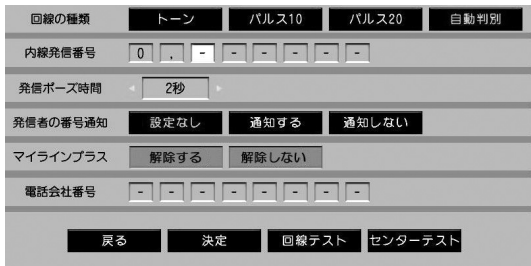 回線の種類 トーン パルス10 パルス20 自動判別
内線発信番号 0 , - - - - - -
発信ポーズ時間 2秒
発信者の番号通知 設定なし 通知する 通知しない
マイラインプラス 解除する 解除しない
電話会社番号 - - - - - - - -
戻る 決定 回線テスト センターテスト